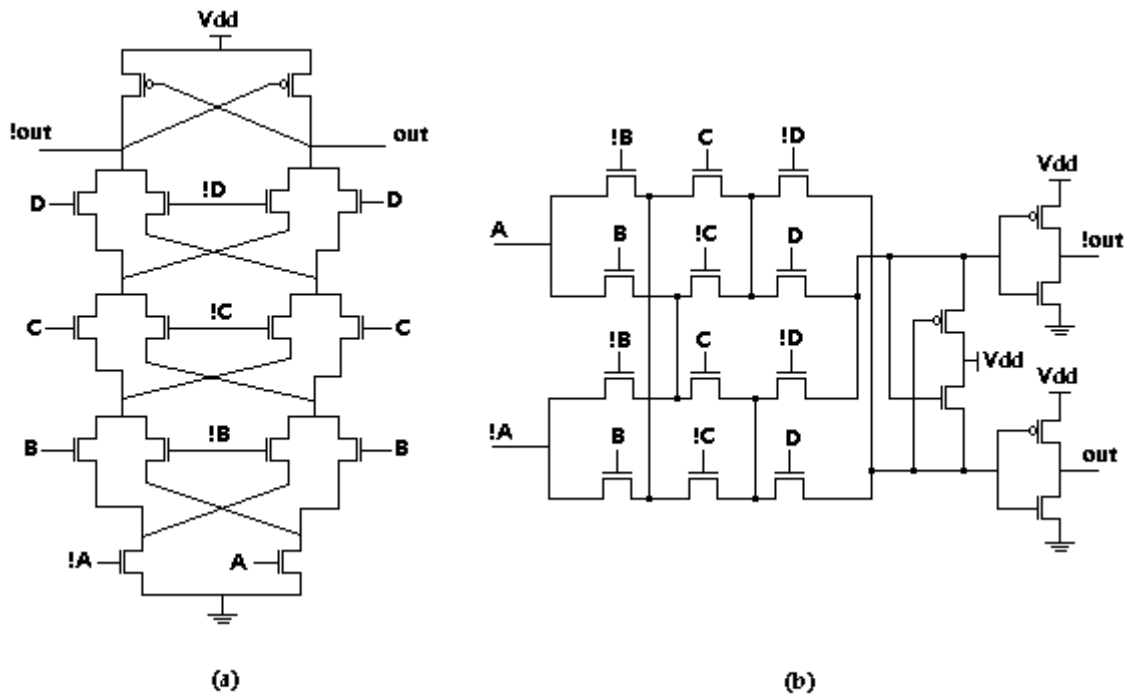 Vdd
!out out
D !D D
C !C C
B !B B
!A A
(a)
!B C !D
A B !C D
!B C !D
!A B !C D
Vdd
!out
Vdd
Vdd
out
(b)